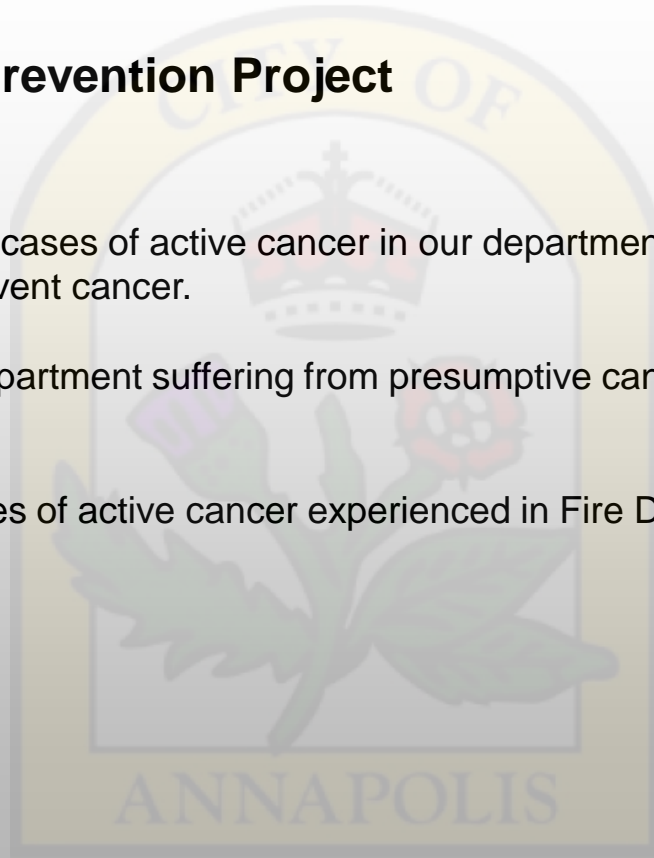 revention Project
CITY OF
cases of active cancer in our departmen
vent cancer.
partment suffering from presumptive can
es of active cancer experienced in Fire D
ANNAPOLIS